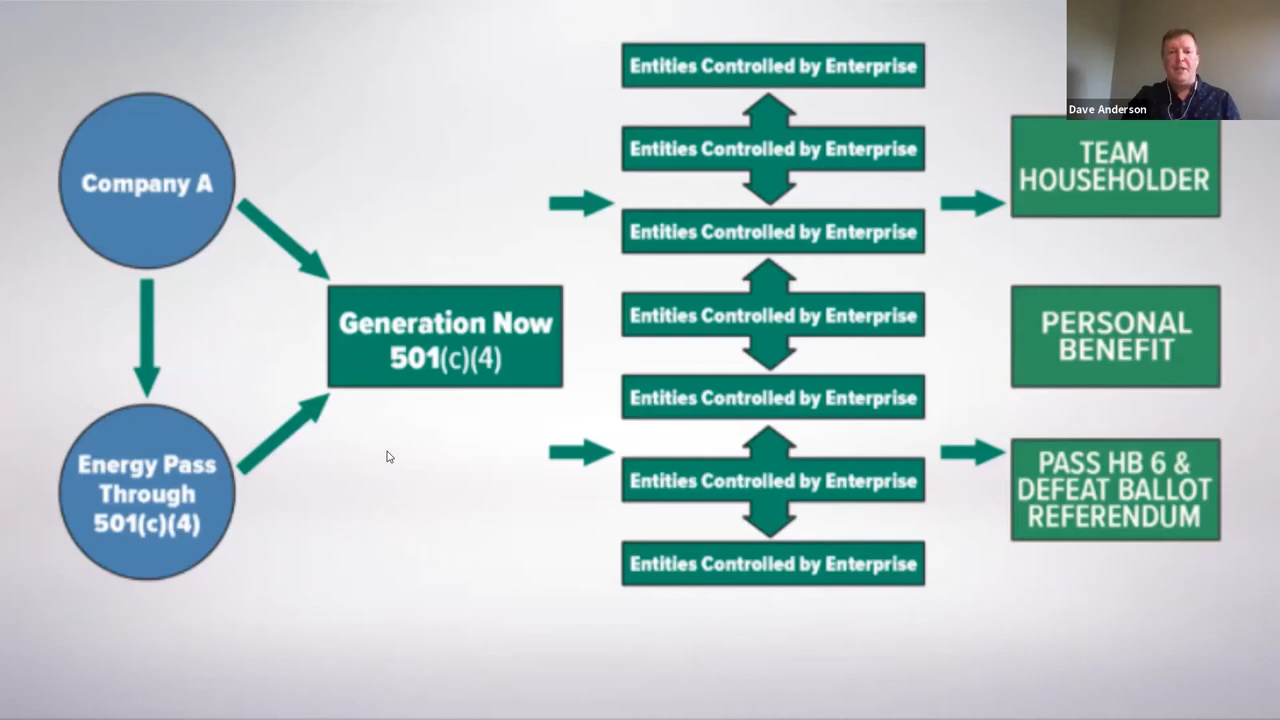 Company A
Energy Pass
Through
501(c)(4)
Generation Now
501(c)(4)
Entities Controlled by Enterprise
Entities Controlled by Enterprise
Entities Controlled by Enterprise
Entities Controlled by Enterprise
Entities Controlled by Enterprise
Entities Controlled by Enterprise
Entities Controlled by Enterprise
Dave Anderson
TEAM
HOUSEHOLDER
PERSONAL
BENEFIT
PASS HB 6 &
DEFEAT BALLOT
REFERENDUM